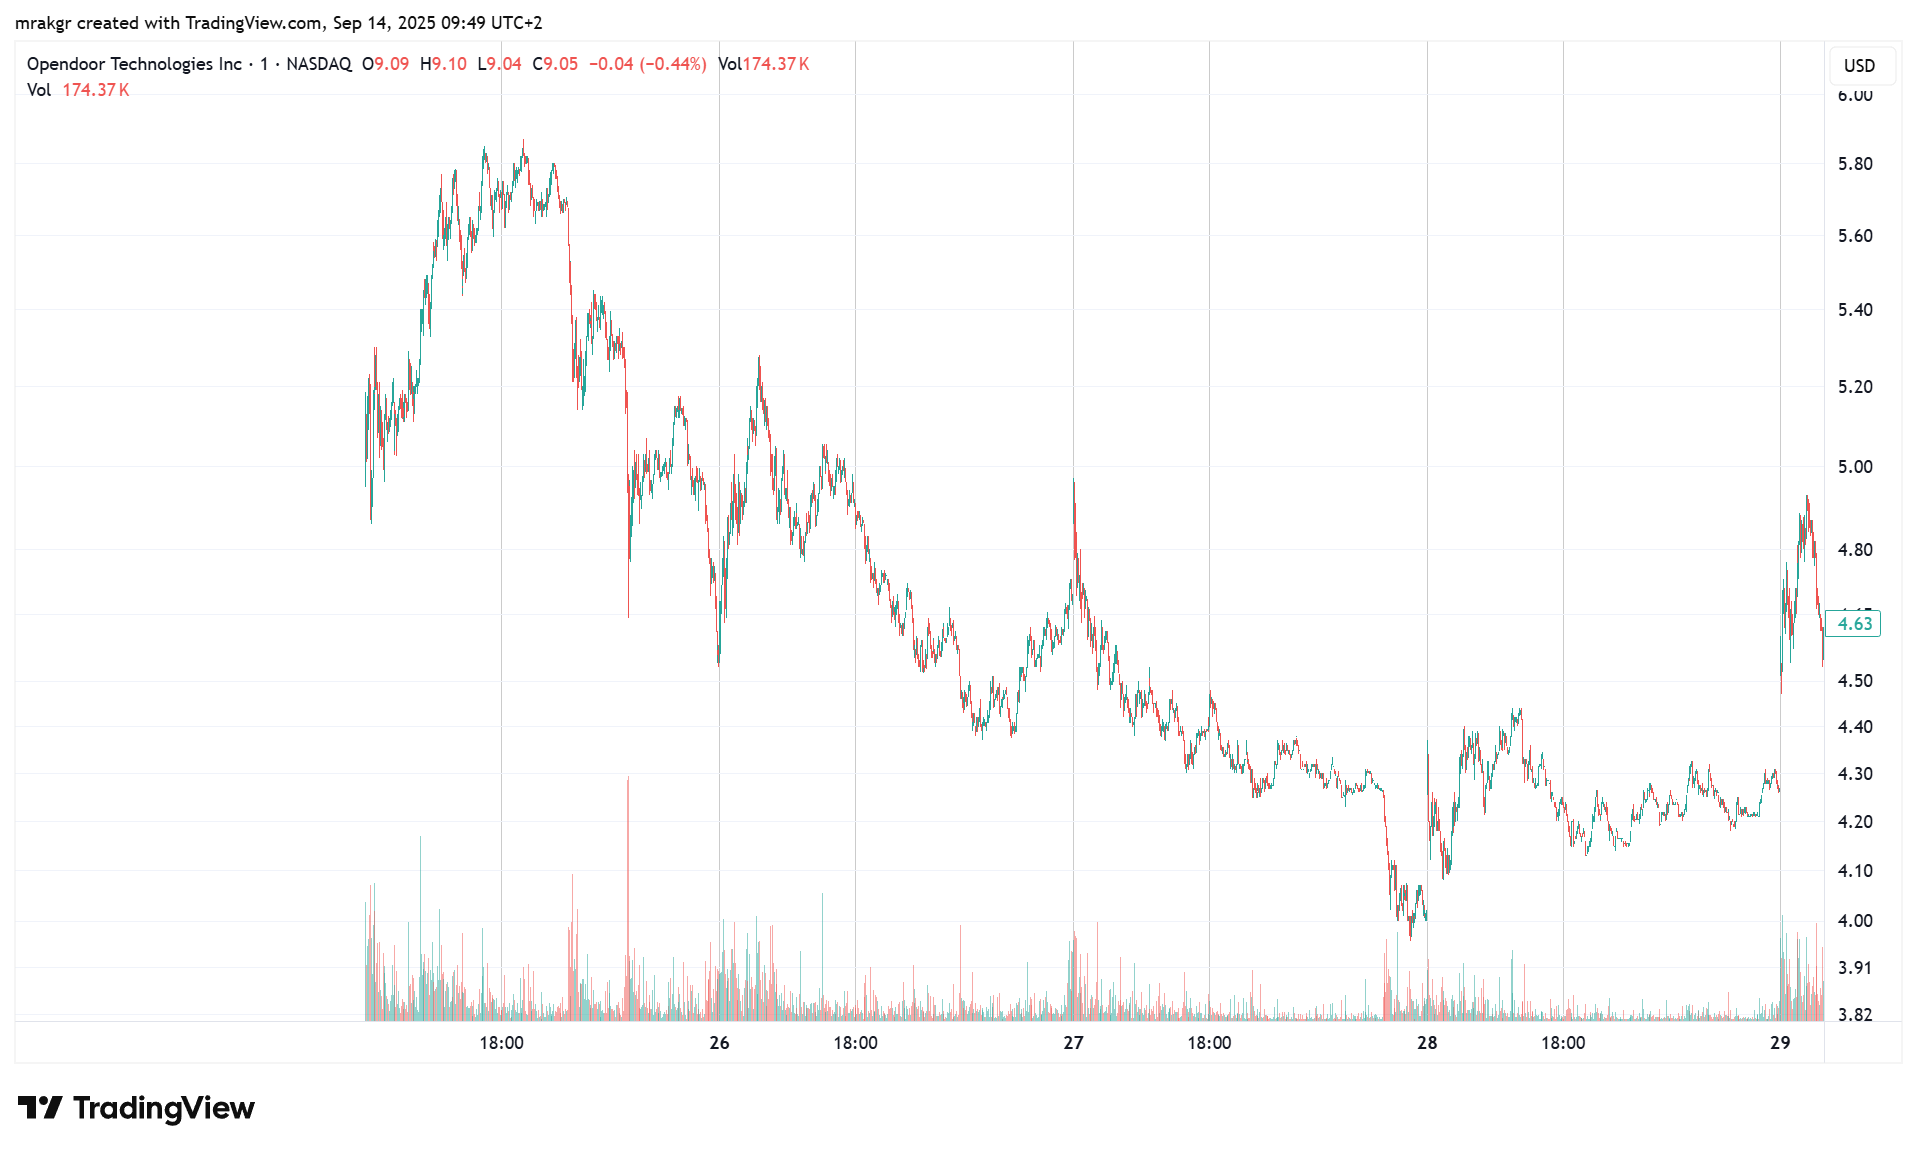 mrakgr created with TradingView.com, Sep 14, 2025 09:49 UTC+2
Opendoor Technologies Inc · 1 · NASDAQ O9.09 H9.10 L9.04 C9.05 −0.04 (−0.44%) Vol174.37 K
Vol 174.37 K
USD
6.00
5.80
5.60
5.40
5.20
5.00
4.80
4.63
4.50
4.40
4.30
4.20
4.10
4.00
3.91
3.82
18:00 26 18:00 27 18:00 28 18:00 29
TradingView